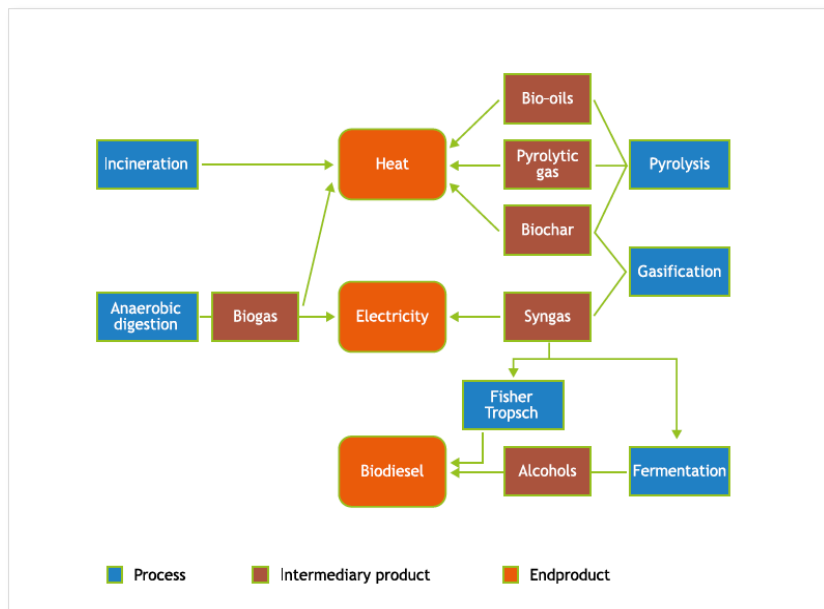 Bio-oils
Incineration
Heat
Pyrolytic
gas
Pyrolysis
Biochar
Gasification
Anaerobic
digestion
Biogas
Electricity
Syngas
Fisher
Tropsch
Biodiesel
Alcohols
Fermentation
Process
Intermediary product
Endproduct